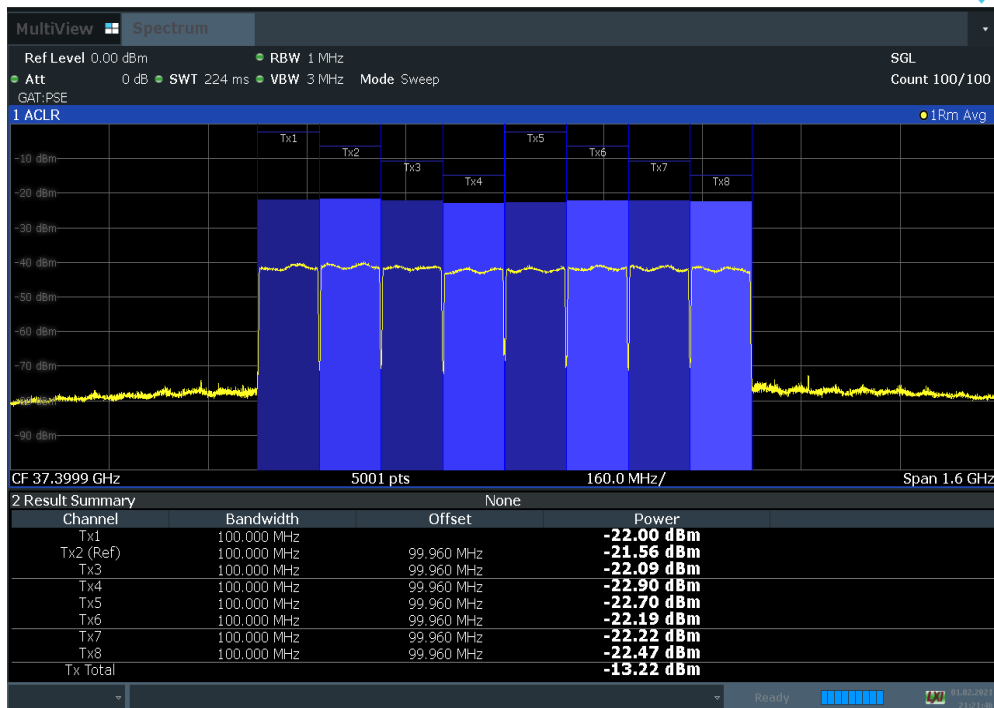 MultiView Spectrum
Ref Level 0.00 dBm RBW 1 MHz SGL
Att 0 dB SWT 224 ms VBW 3 MHz Mode Sweep Count 100/100
GAT:PSE
1 ACLR 1Rm Avg
Tx1 Tx5
Tx2 Tx6
-10 dBm
Tx3 Tx7
Tx4 Tx8
-20 dBm
-30 dBm
-40 dBm
-50 dBm
-60 dBm
-70 dBm
-90 dBm
CF 37.3999 GHz 5001 pts 160.0 MHz/ Span 1.6 GHz
2 Result Summary None
Channel Bandwidth Offset Power
Tx1 100.000 MHz -22.00 dBm
Tx2 (Ref) 100.000 MHz 99.960 MHz -21.56 dBm
Tx3 100.000 MHz 99.960 MHz -22.09 dBm
Tx4 100.000 MHz 99.960 MHz -22.90 dBm
Tx5 100.000 MHz 99.960 MHz -22.70 dBm
Tx6 100.000 MHz 99.960 MHz -22.19 dBm
Tx7 100.000 MHz 99.960 MHz -22.22 dBm
Tx8 100.000 MHz 99.960 MHz -22.47 dBm
Tx Total -13.22 dBm
Ready LXI 01.02.2021
21:21:40